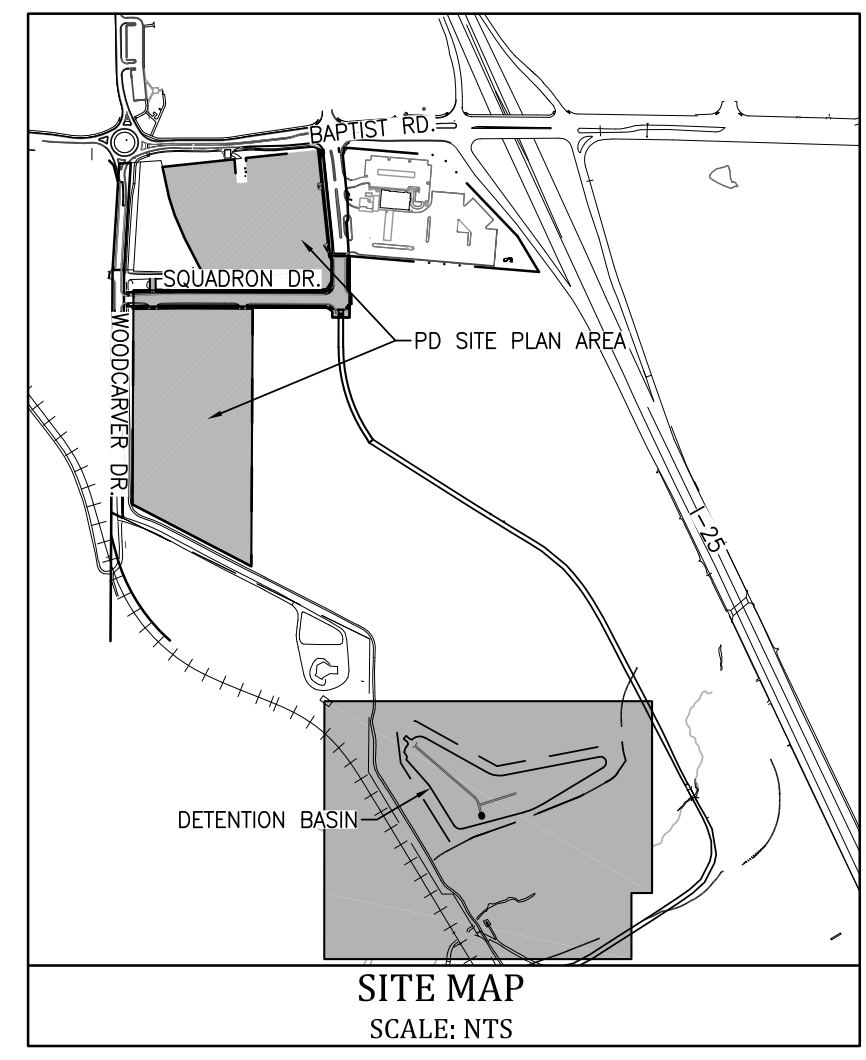 BAPTIST RD.
SQUADRON DR.
PD SITE PLAN AREA
WOODCARVER DR.
I-25
DETENTION BASIN
SITE MAP
SCALE: NTS